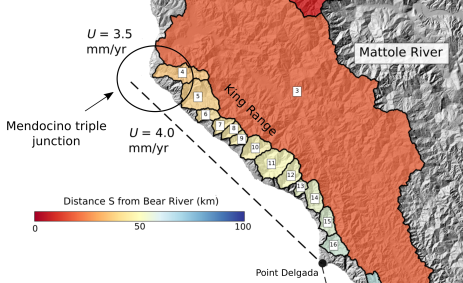 U = 3.5
mm/yr
Mattole River
4
3
5
King Range
6
7
8
Mendocino triple
junction
U = 4.0
mm/yr
9
10
11
12
13
14
Distance S from Bear River (km)
0
50
100
15
16
Point Delgada